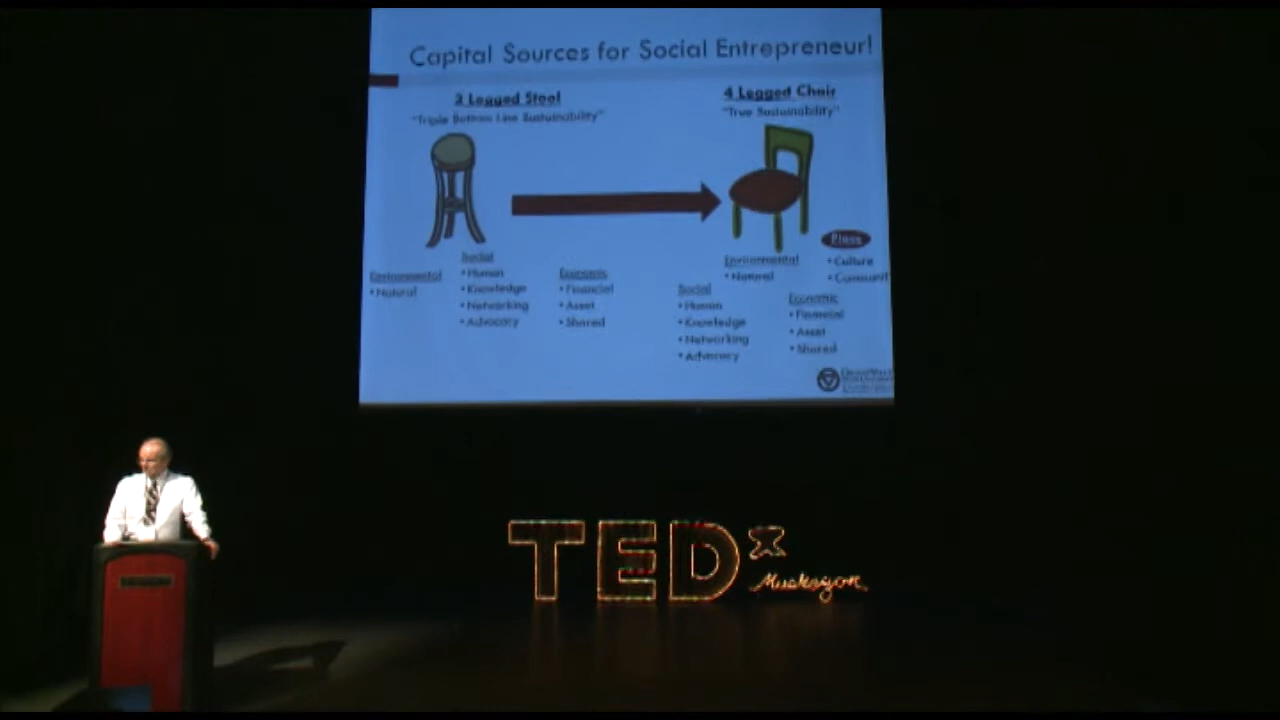 Capital Sources for Social Entrepreneur!
3 Legged Stool
"Triple Bottom Line Sustainability"
Environmental
• Natural
Social
• Human
• Knowledge
• Networking
• Advocacy
Economic
• Financial
• Asset
• Shared
4 Legged Chair
"True Sustainability"
Environmental
• Natural
Place
• Culture
• Communit
Social
• Human
• Knowledge
• Networking
• Advocacy
Economic
• Financial
• Asset
• Shared
TEDx
Muskegon